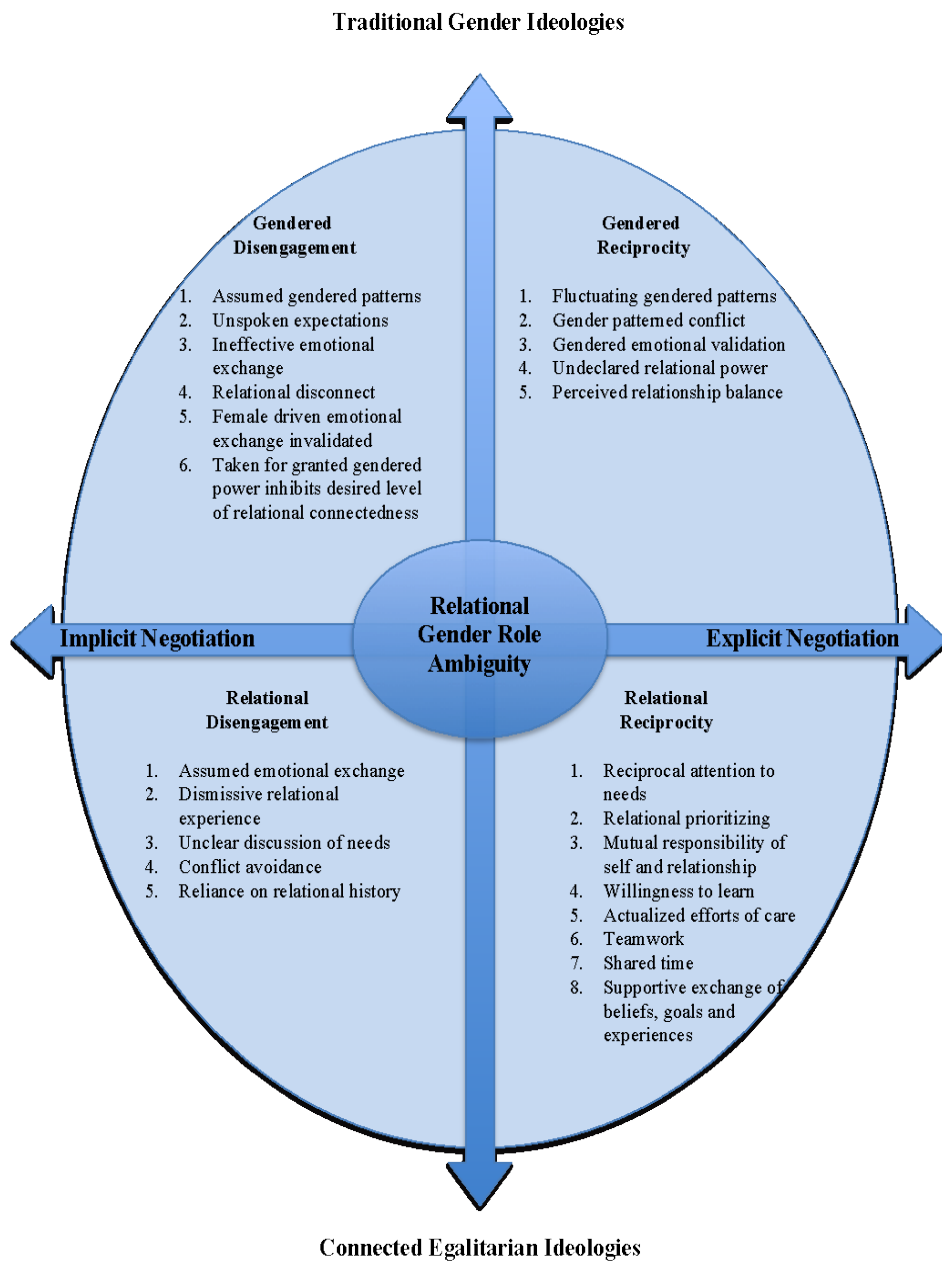 Traditional Gender Ideologies
Gendered
Disengagement
1. Assumed gendered patterns
2. Unspoken expectations
3. Ineffective emotional
exchange
4. Relational disconnect
5. Female driven emotional
exchange invalidated
6. Taken for granted gendered
power inhibits desired level
of relational connectedness
Gendered
Reciprocity
1. Fluctuating gendered patterns
2. Gender patterned conflict
3. Gendered emotional validation
4. Undeclared relational power
5. Perceived relationship balance
Implicit Negotiation
Relational
Gender Role
Ambiguity
Explicit Negotiation
Relational
Disengagement
1. Assumed emotional exchange
2. Dismissive relational
experience
3. Unclear discussion of needs
4. Conflict avoidance
5. Reliance on relational history
Relational
Reciprocity
1. Reciprocal attention to
needs
2. Relational prioritizing
3. Mutual responsibility of
self and relationship
4. Willingness to learn
5. Actualized efforts of care
6. Teamwork
7. Shared time
8. Supportive exchange of
beliefs, goals and
experiences
Connected Egalitarian Ideologies